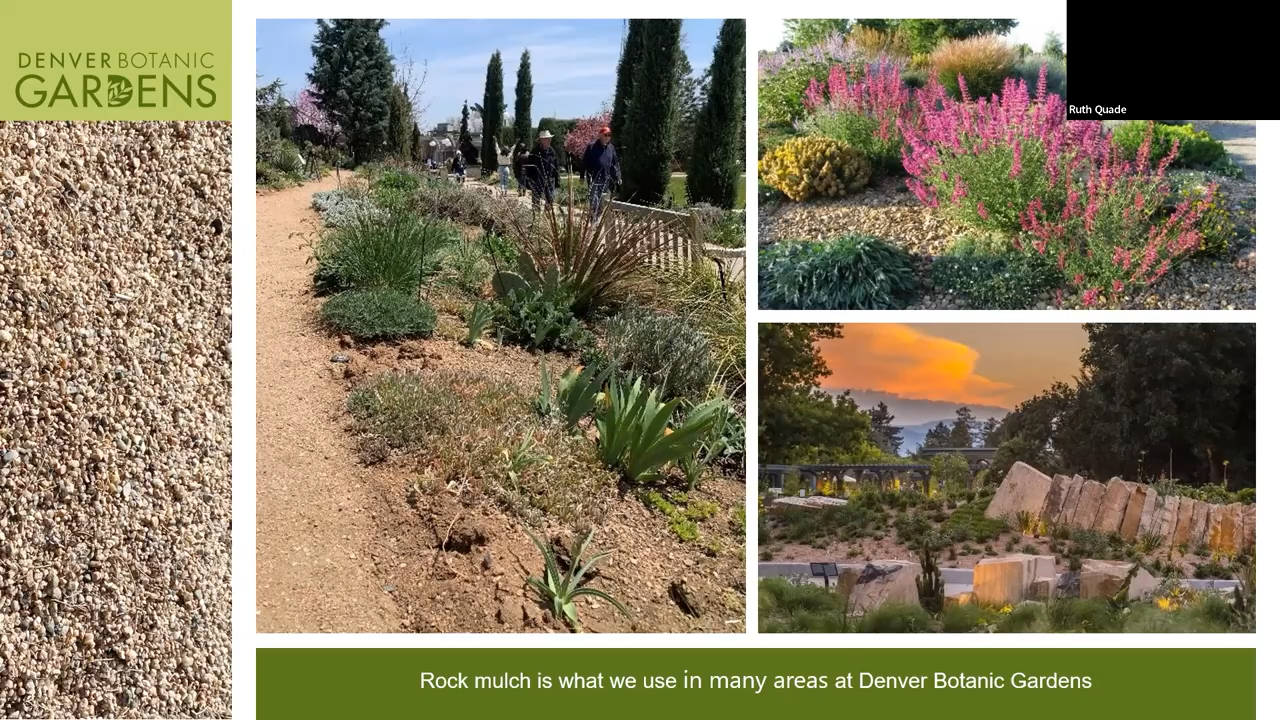 DENVER BOTANIC
GARDENS
Ruth Quade
Rock mulch is what we use in many areas at Denver Botanic Gardens